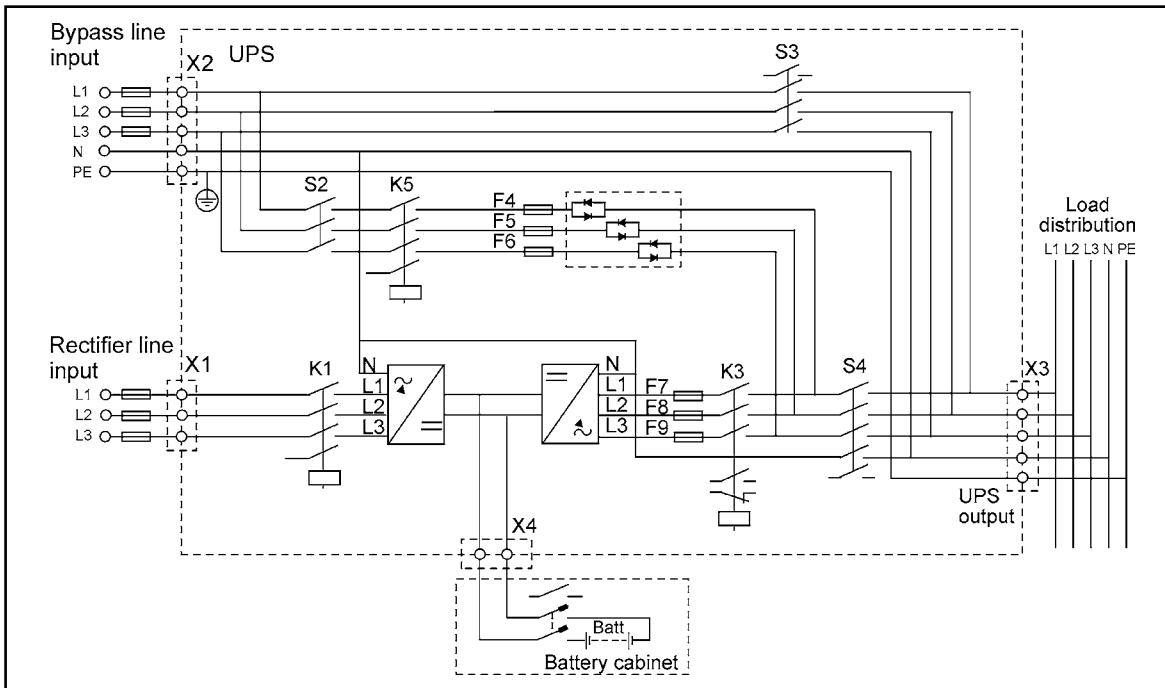 Bypass line
input
UPS
X2
S3
L1
L2
L3
N
PE
S2
K5
F4
F5
F6
Load
distribution
L1 L2 L3 N PE
Rectifier line
input
X1
K1
N
L1
L2
L3
N
L1
L2
L3
F7
F8
F9
K3
S4
X3
L1
L2
L3
UPS
output
X4
Batt
Battery cabinet